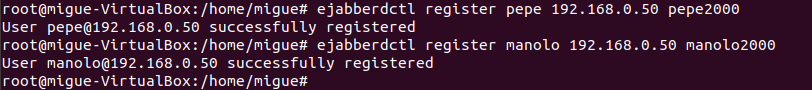 root@migue-VirtualBox:/home/migue# ejabberdctl register pepe 192.168.0.50 pepe2000
User pepe@192.168.0.50 successfully registered
root@migue-VirtualBox:/home/migue# ejabberdctl register manolo 192.168.0.50 manolo2000
User manolo@192.168.0.50 successfully registered
root@migue-VirtualBox:/home/migue#